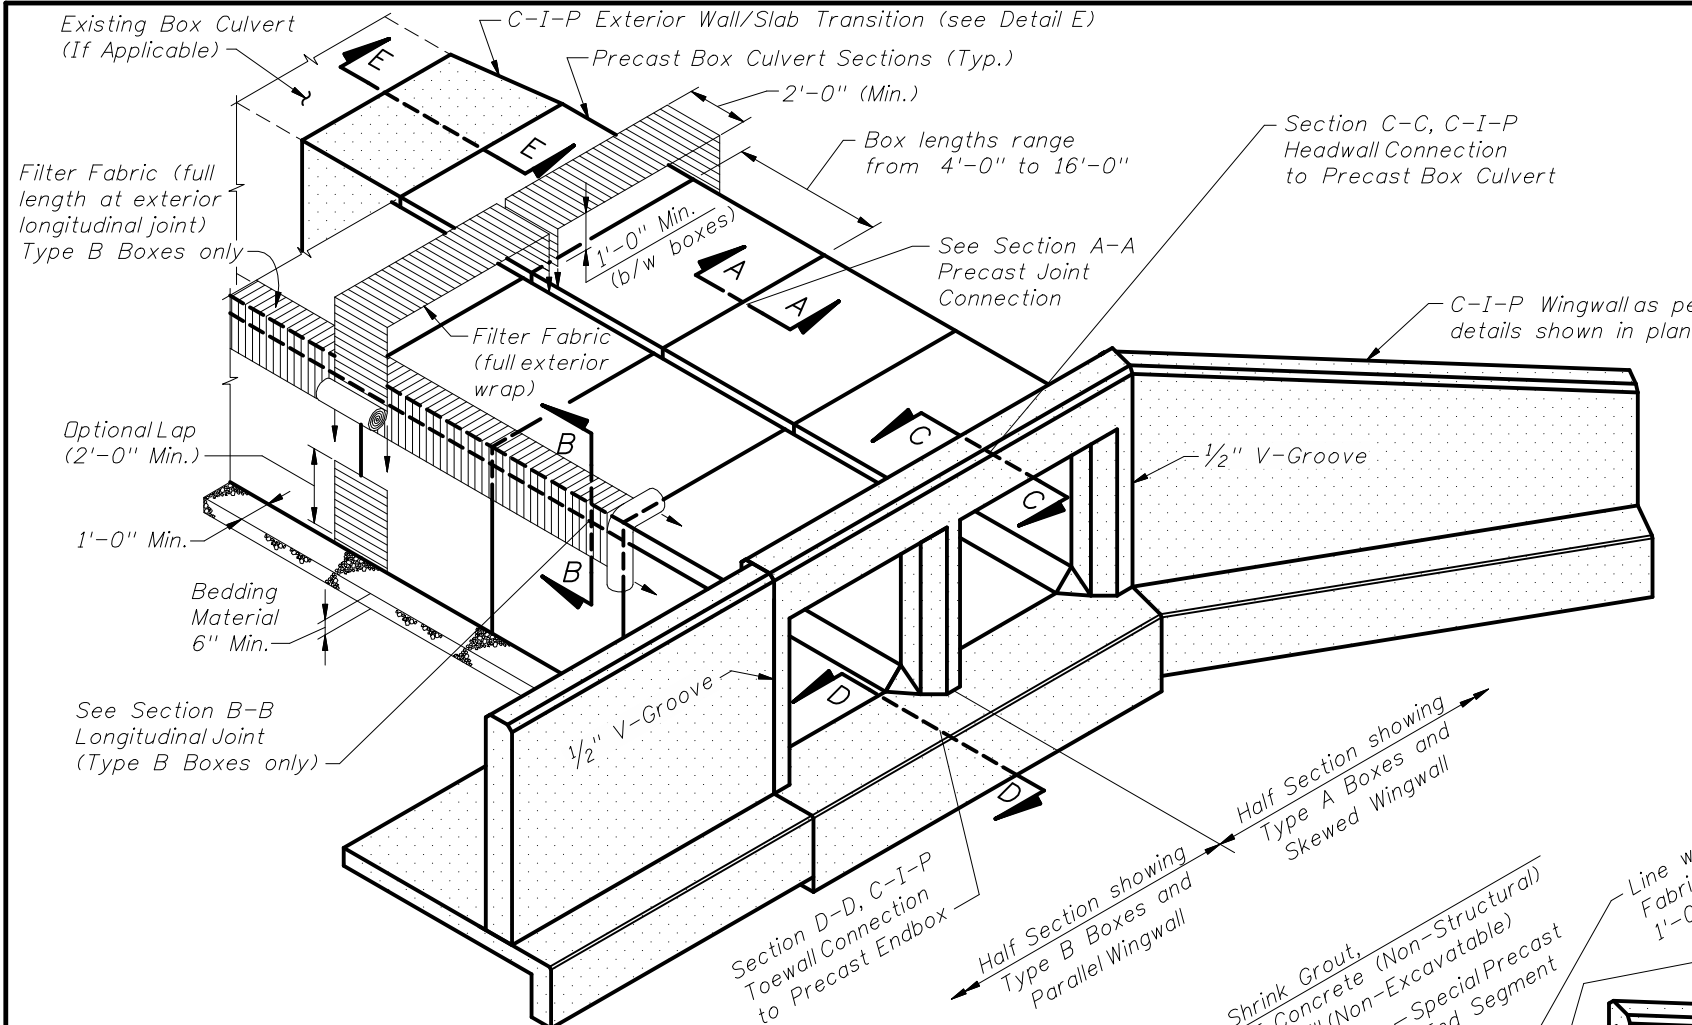 Existing Box Culvert
(If Applicable)
C-I-P Exterior Wall/Slab Transition (see Detail E)
Precast Box Culvert Sections (Typ.)
2'-0" (Min.)
Box lengths range
from 4'-0" to 16'-0"
Section C-C, C-I-P
Headwall Connection
to Precast Box Culvert
E
E
Filter Fabric (full
length at exterior
longitudinal joint)
Type B Boxes only
1'-0" Min.
(b/w boxes)
See Section A-A
Precast Joint
Connection
A
A
C-I-P Wingwall as pe
details shown in plan
Filter Fabric
(full exterior
wrap)
Optional Lap
(2'-0" Min.)
B
B
C
C
1/2" V-Groove
1'-0" Min.
Bedding
Material
6" Min.
See Section B-B
Longitudinal Joint
(Type B Boxes only)
1/2" V-Groove
D
D
Half Section showing
Type A Boxes and
Skewed Wingwall
Section D-D, C-I-P
Toewall Connection
to Precast Endbox
Half Section showing
Type B Boxes and
Parallel Wingwall
Shrink Grout,
Concrete (Non-Structural)
(Non-Excavatable)
Special Precast
Segment
Line w
Fabri
1'-0